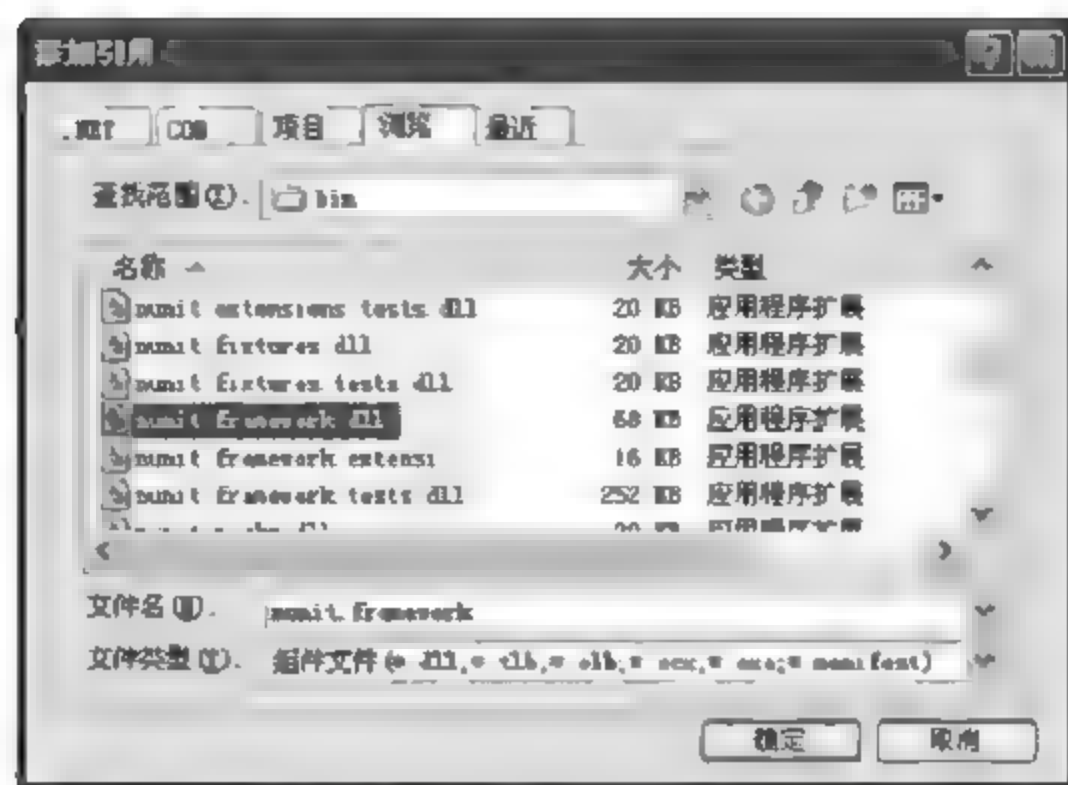 添加引用
.NET COM 项目 浏览 最近
查找范围(I): bin
名称 大小 类型
nunit extensions tests dll 20 KB 应用程序扩展
nunit fixtures dll 20 KB 应用程序扩展
nunit fixtures tests dll 20 KB 应用程序扩展
nunit framework dll 68 KB 应用程序扩展
nunit framework extensi 16 KB 应用程序扩展
nunit framework tests dll 252 KB 应用程序扩展
文件名(N): nunit.framework
文件类型(T): 组件文件(*.dll;*.tlb;*.olb;*.ocx;*.exe;*.manifest)
确定 取消